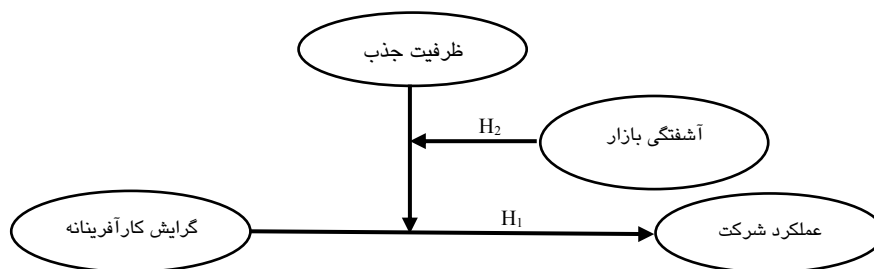 ظرفیت جذب
آشفتگی بازار
H2
گرایش کارآفرینانه
H1
عملکرد شرکت